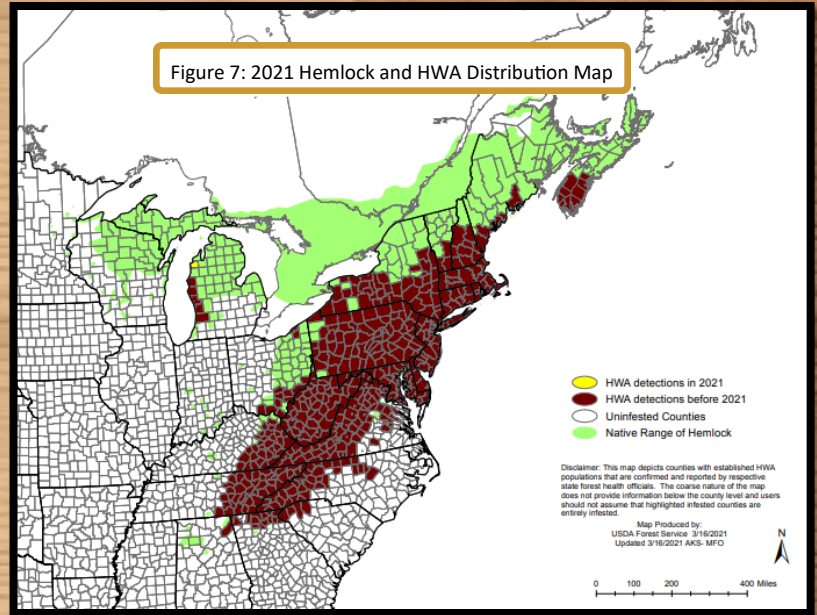 Figure 7: 2021 Hemlock and HWA Distribution Map
HWA detections in 2021
HWA detections before 2021
Uninfested Counties
Native Range of Hemlock
Disclaimer: This map depicts counties with established HWA
populations that are confirmed and reported by respective
state forest health officials. The coarse nature of the map
does not provide information below the county level and users
should not assume that highlighted infested counties are
entirely infested.
Map Produced by:
USDA Forest Service 3/16/2021
Updated 3/16/2021 AKS- MFO
N
0 100 200 400 Miles